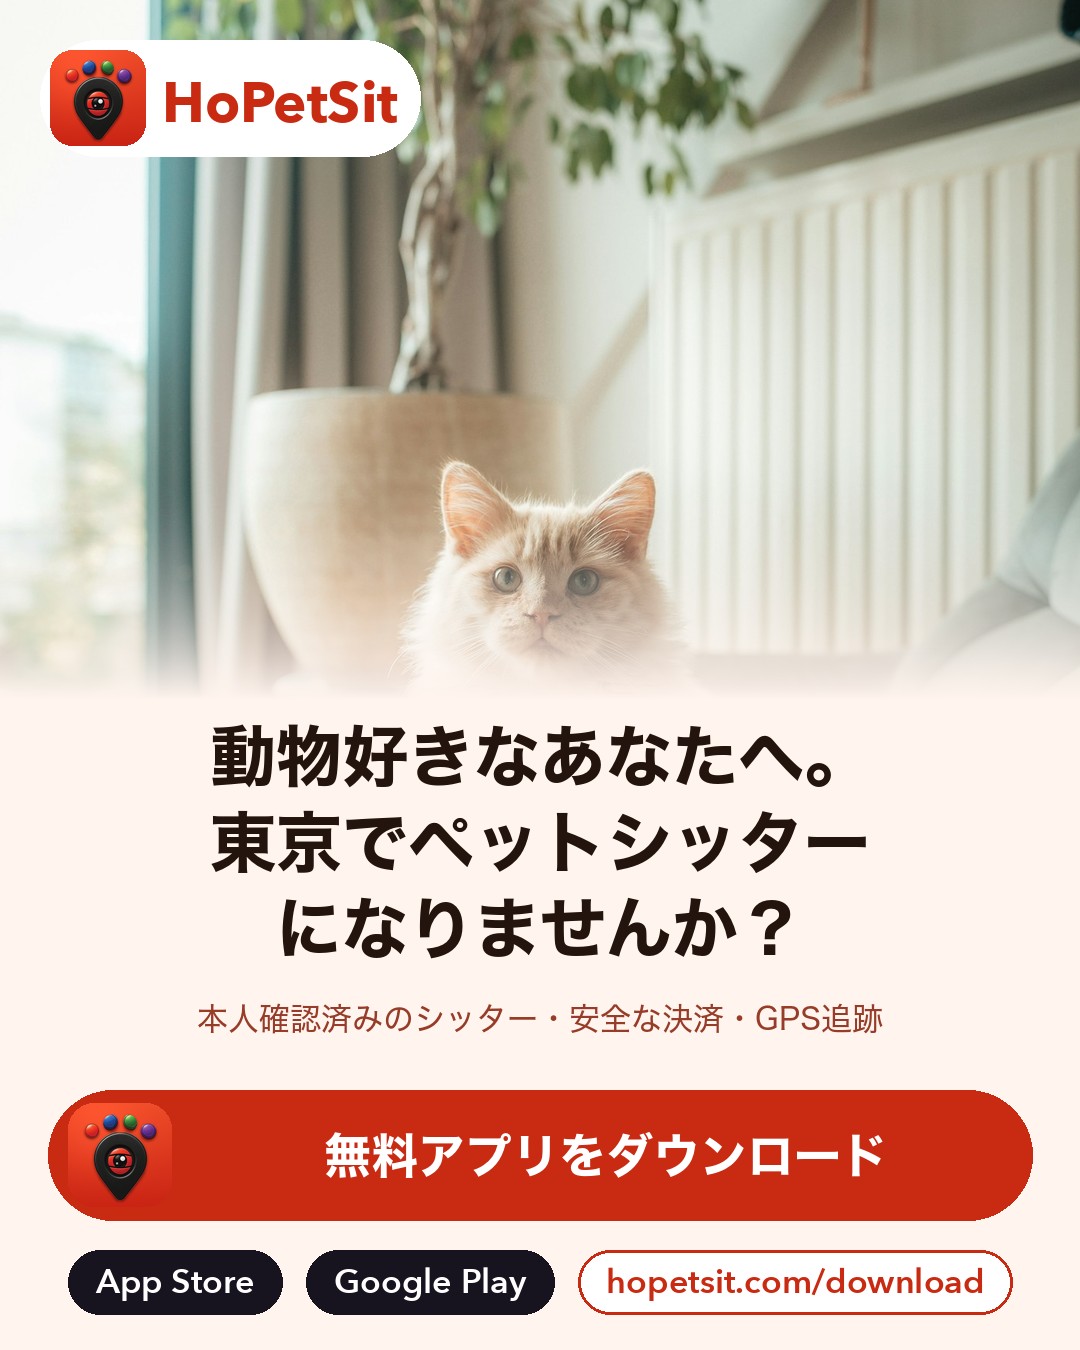 HoPetSit
動物好きなあなたへ。
東京でペットシッター
になりませんか？
本人確認済みのシッター・安全な決済・GPS追跡
無料アプリをダウンロード
App Store
Google Play
hopetsit.com/download